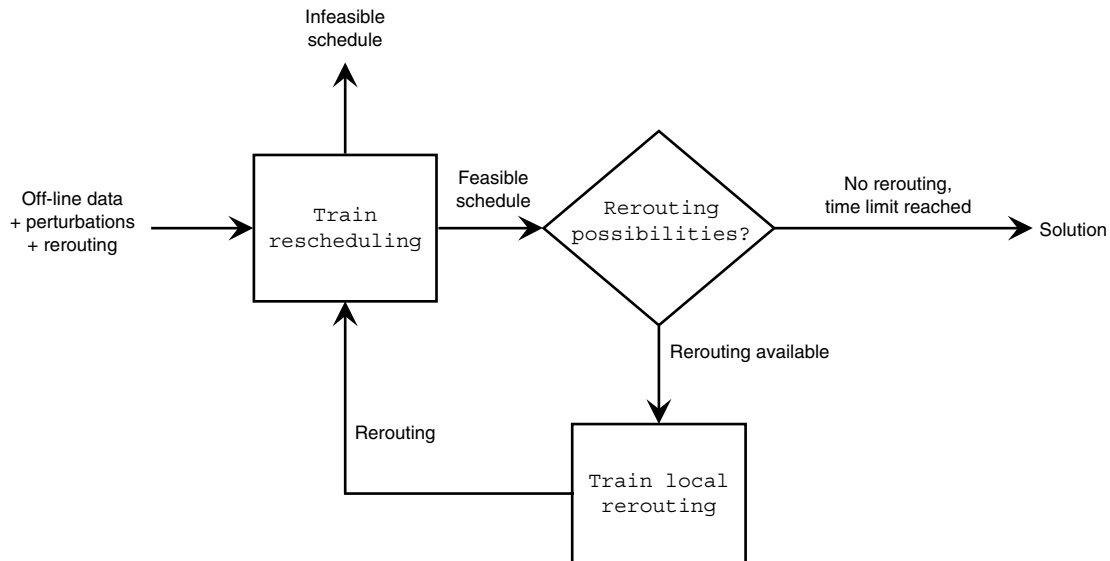 Infeasible
schedule
Off-line data
+ perturbations
+ rerouting
Train
rescheduling
Feasible
schedule
Rerouting
possibilities?
No rerouting,
time limit reached
Solution
Rerouting available
Rerouting
Train local
rerouting